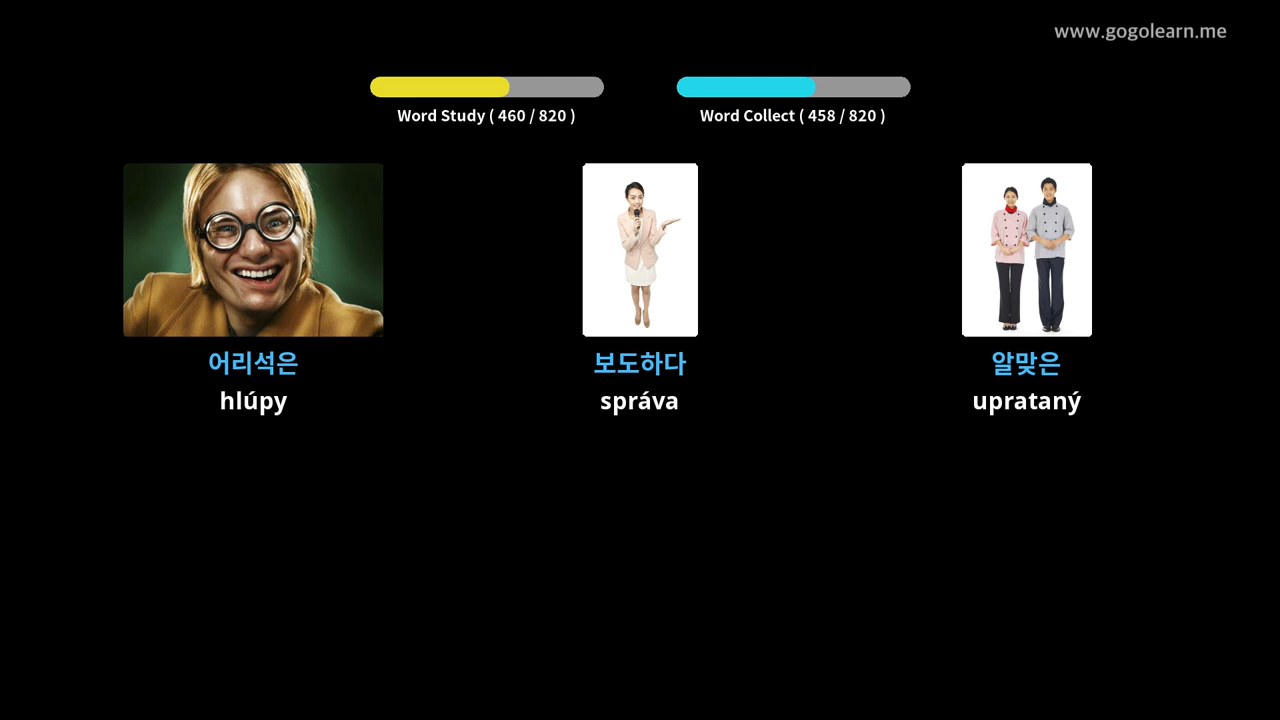 www.gogolearn.me
Word Study ( 460 / 820 )
Word Collect ( 458 / 820 )
어리석은
hlúpy
보도하다
správa
알맞은
uprataný